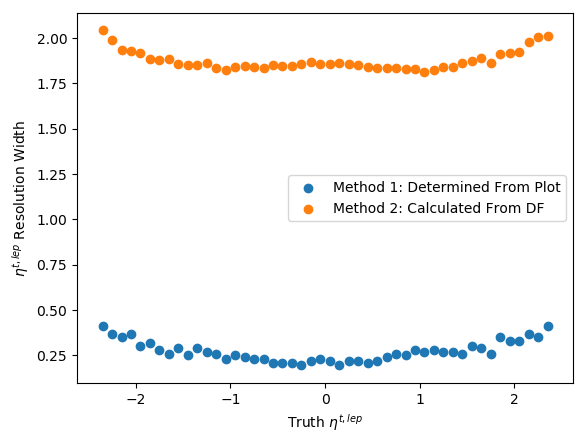 2.00
1.75
1.50
1.25
1.00
0.75
0.50
0.25
η^{t, lep} Resolution Width
Method 1: Determined From Plot
Method 2: Calculated From DF
−2 −1 0 1 2
Truth η^{t, lep}